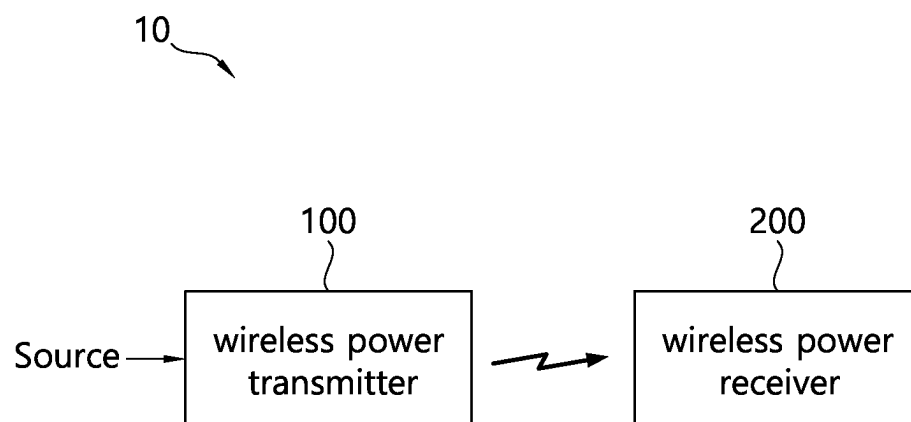 10
100
200
Source
wireless power
transmitter
wireless power
receiver